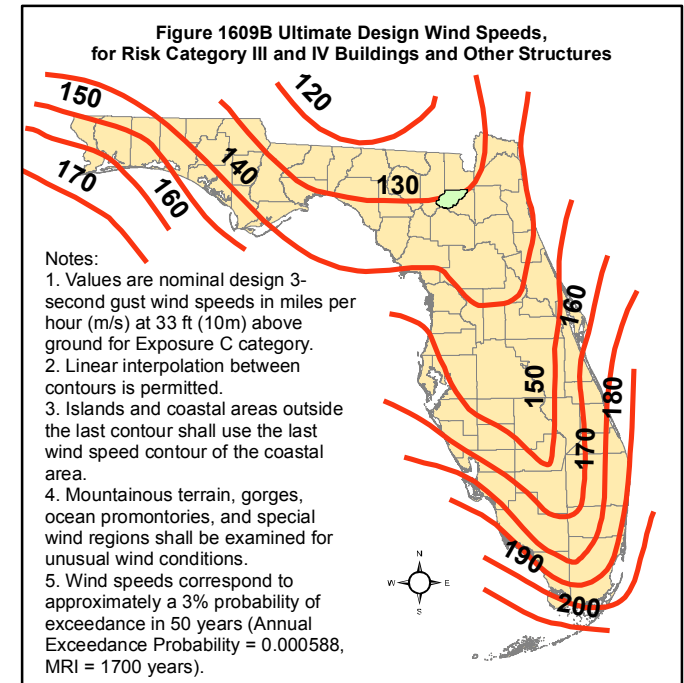 Figure 1609B Ultimate Design Wind Speeds,
for Risk Category III and IV Buildings and Other Structures
150
120
140
130
170
160
Notes:
1. Values are nominal design 3-
second gust wind speeds in miles per
hour (m/s) at 33 ft (10m) above
ground for Exposure C category.
2. Linear interpolation between
contours is permitted.
3. Islands and coastal areas outside
the last contour shall use the last
wind speed contour of the coastal
area.
4. Mountainous terrain, gorges,
ocean promontories, and special
wind regions shall be examined for
unusual wind conditions.
5. Wind speeds correspond to
approximately a 3% probability of
exceedance in 50 years (Annual
Exceedance Probability = 0.000588,
MRI = 1700 years).
160
150
180
170
190
200
N
W E
S